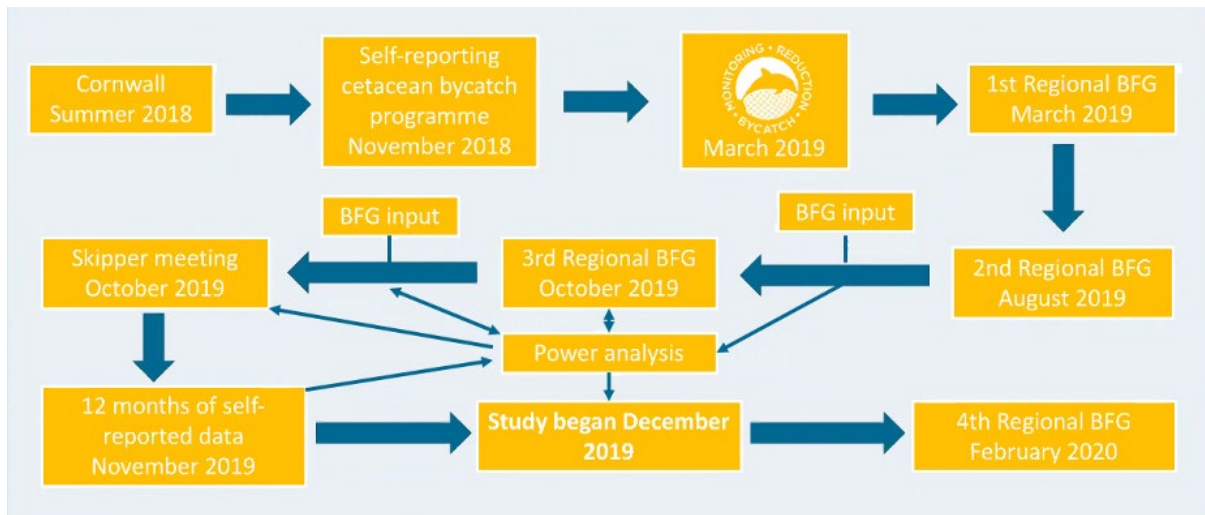 Cornwall
Summer 2018
Self-reporting
cetacean bycatch
programme
November 2018
MONITORING • REDUCTION • BYCATCH •
March 2019
1st Regional BFG
March 2019
2nd Regional BFG
August 2019
BFG input
3rd Regional BFG
October 2019
BFG input
Skipper meeting
October 2019
Power analysis
12 months of self-
reported data
November 2019
Study began December
2019
4th Regional BFG
February 2020